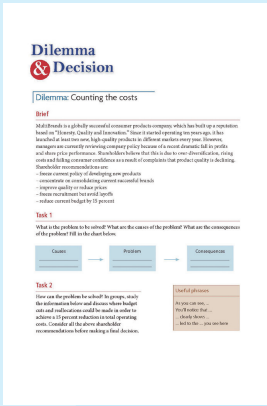 Dilemma
& Decision
Dilemma: Counting the costs
Brief
MultiBrands is a globally successful consumer products company, which has built up a reputation
based on "Honesty, Quality and Innovation." Since it started operating ten years ago, it has
launched at least two new, high-quality products in different markets every year. However,
managers are currently reviewing company policy because of a recent dramatic fall in profits
and share price performance. Shareholders believe that this is due to over-diversification, rising
costs and falling consumer confidence as a result of complaints that product quality is declining.
Shareholder recommendations are:
– freeze current policy of developing new products
– concentrate on consolidating current successful brands
– improve quality or reduce prices
– freeze recruitment but avoid layoffs
– reduce current budget by 15 percent
Task 1
What is the problem to be solved? What are the causes of the problem? What are the consequences
of the problem? Fill in the chart below.
Causes
Problem
Consequences
Task 2
How can the problem be solved? In groups, study
the information below and discuss where budget
cuts and reallocations could be made in order to
achieve a 15 percent reduction in total operating
costs. Consider all the above shareholder
recommendations before making a final decision.
Useful phrases
As you can see, ...
You'll notice that ...
... clearly shows ...
... led to the ... you see here